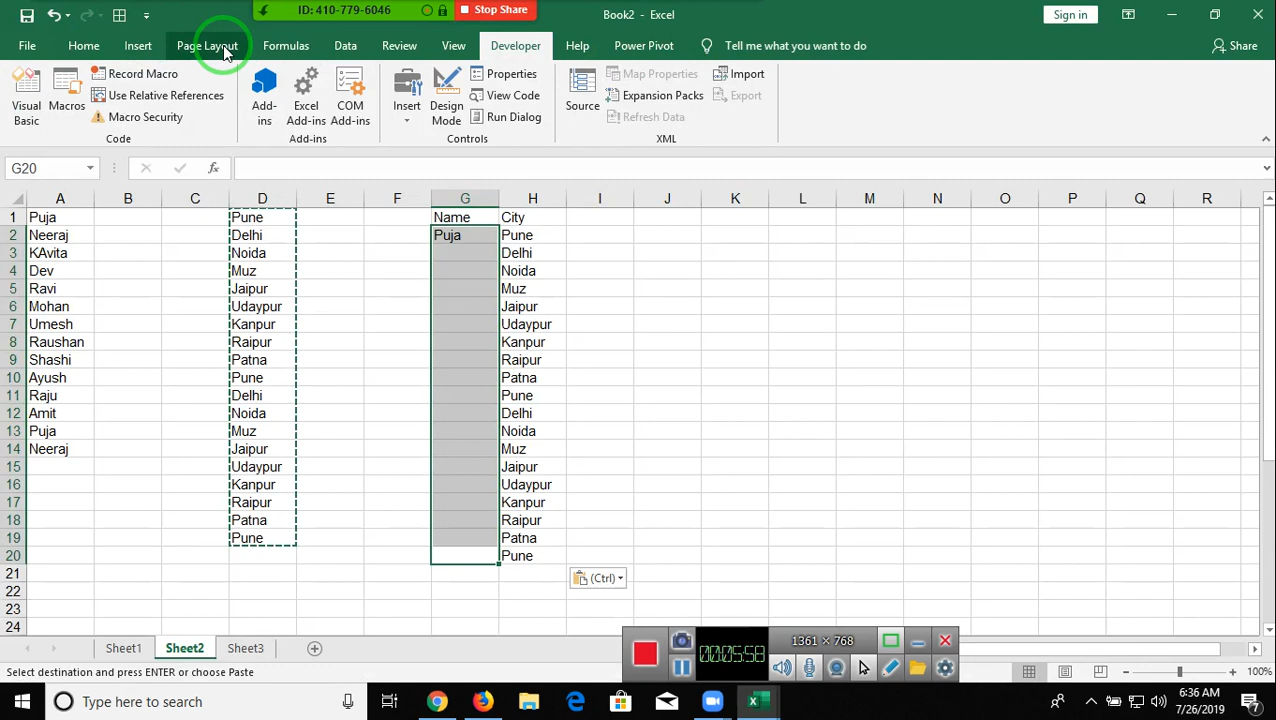 ID: 410-779-6046 Stop Share Book2 - Excel Sign in
File Home Insert Page Layout Formulas Data Review View Developer Help Power Pivot Tell me what you want to do Share
Visual Basic Macros Record Macro Use Relative References Macro Security Code
Add-ins Excel Add-ins COM Add-ins Add-ins
Insert Design Mode Properties View Code Run Dialog Controls
Source Map Properties Expansion Packs Refresh Data Import Export XML
G20 fx
A B C D E F G H I J K L M N O P Q R
1 Puja Pune Name City
2 Neeraj Delhi Puja Pune
3 KAvita Noida Delhi
4 Dev Muz Noida
5 Ravi Jaipur Muz
6 Mohan Udaypur Jaipur
7 Umesh Kanpur Udaypur
8 Raushan Raipur Kanpur
9 Shashi Patna Raipur
10 Ayush Pune Patna
11 Raju Delhi Pune
12 Amit Noida Delhi
13 Puja Muz Noida
14 Neeraj Jaipur Muz
15 Udaypur Jaipur
16 Kanpur Udaypur
17 Raipur Kanpur
18 Patna Raipur
19 Pune Patna
20 Pune
21 (Ctrl)
22
23
24
Sheet1 Sheet2 Sheet3
00:05:58 1361 × 768
Select destination and press ENTER or choose Paste 100%
Type here to search 6:36 AM
7/26/2019 7